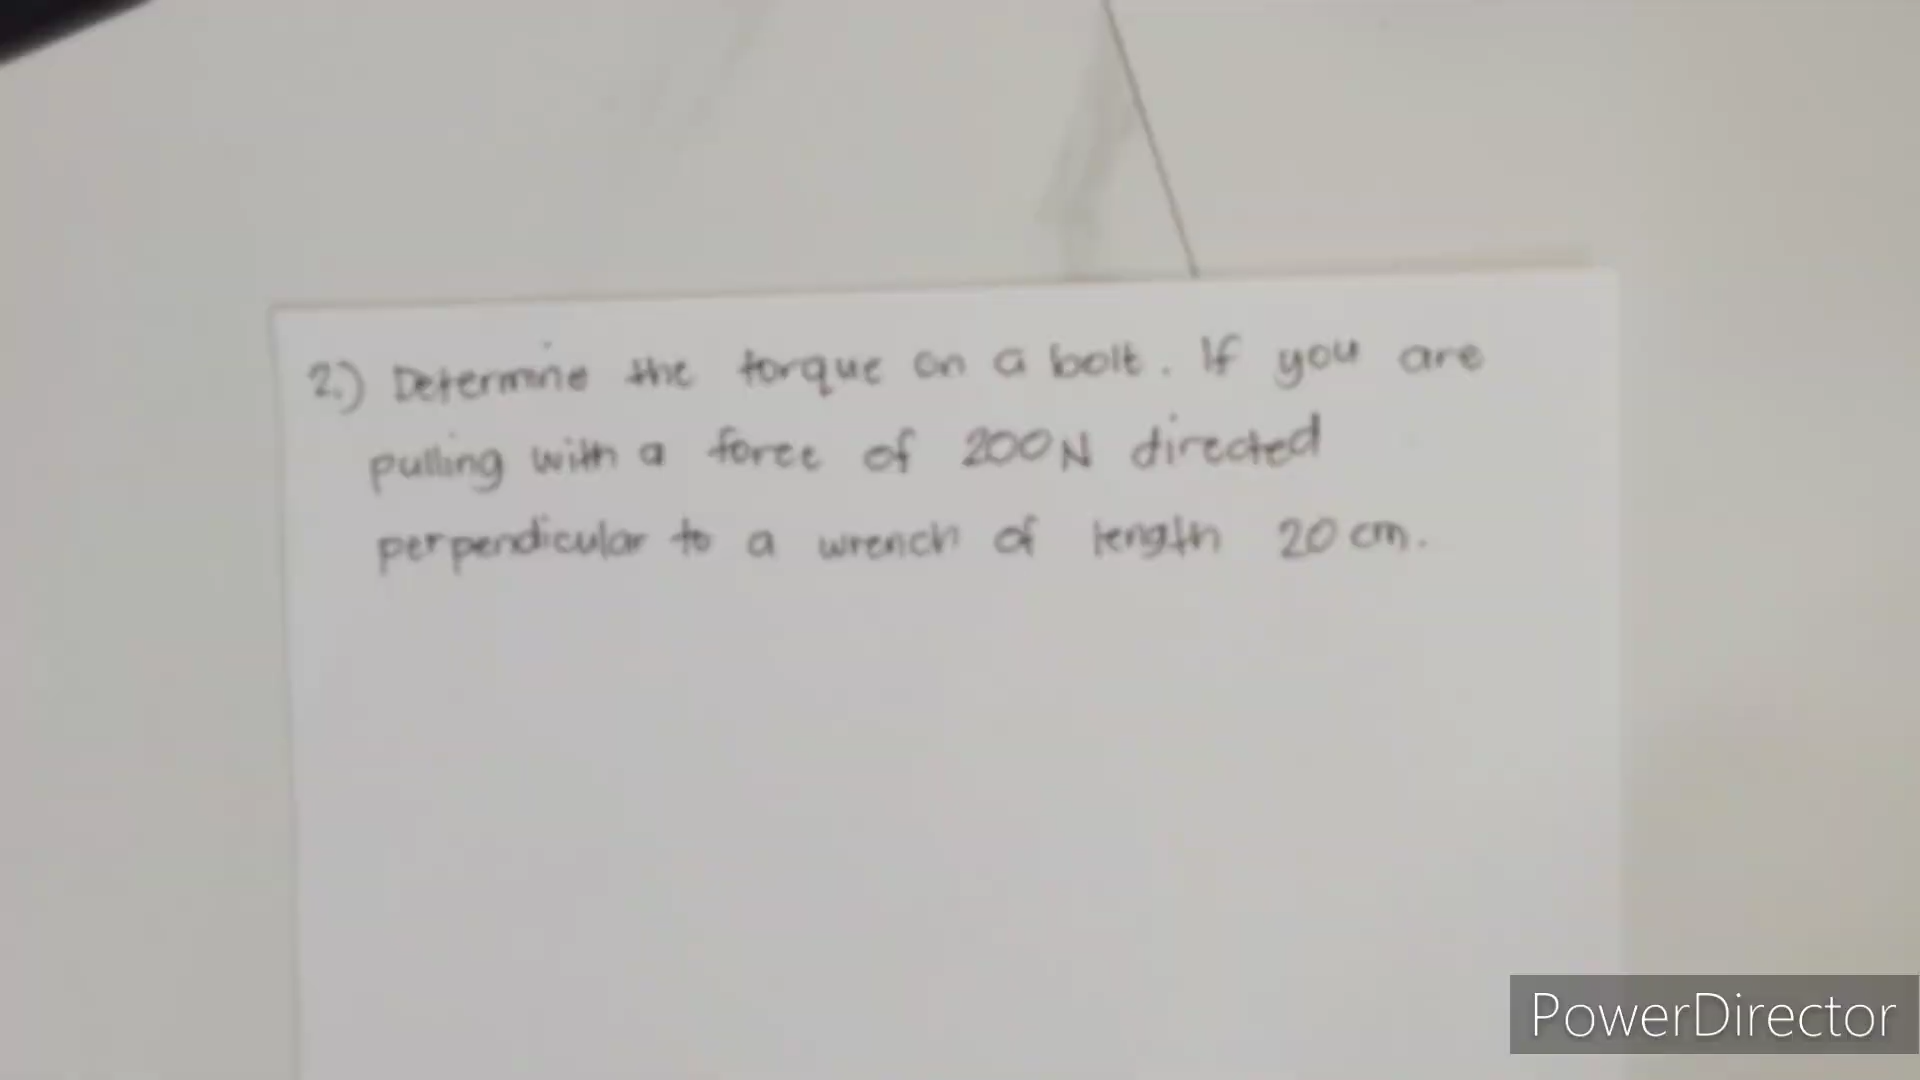 2.) Determine the torque on a bolt. If you are
pulling with a force of 200N directed
perpendicular to a wrench of length 20 cm.
PowerDirector